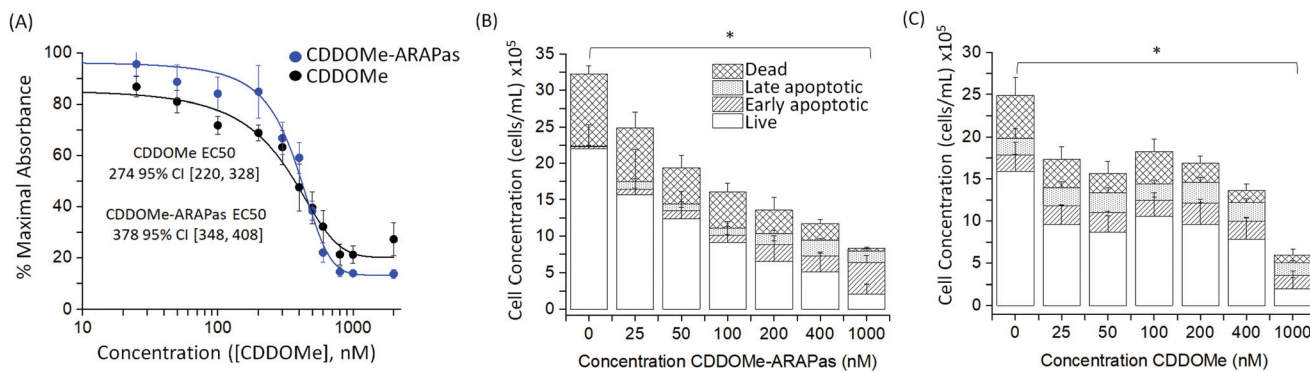 (A)
100
80
60
40
20
0
% Maximal Absorbance
CDDOMe-ARAPas
CDDOMe
CDDOMe EC50
274 95% CI [220, 328]
CDDOMe-ARAPas EC50
378 95% CI [348, 408]
10 100 1000
Concentration ([CDDOMe], nM)
(B)
*
35
30
25
20
15
10
5
0
Cell Concentration (cells/mL) x10⁵
Dead
Late apoptotic
Early apoptotic
Live
0 25 50 100 200 400 1000
Concentration CDDOMe-ARAPas (nM)
(C)
*
30
25
20
15
10
5
0
Cell Concentration (cells/mL) x10⁵
0 25 50 100 200 400 1000
Concentration CDDOMe (nM)